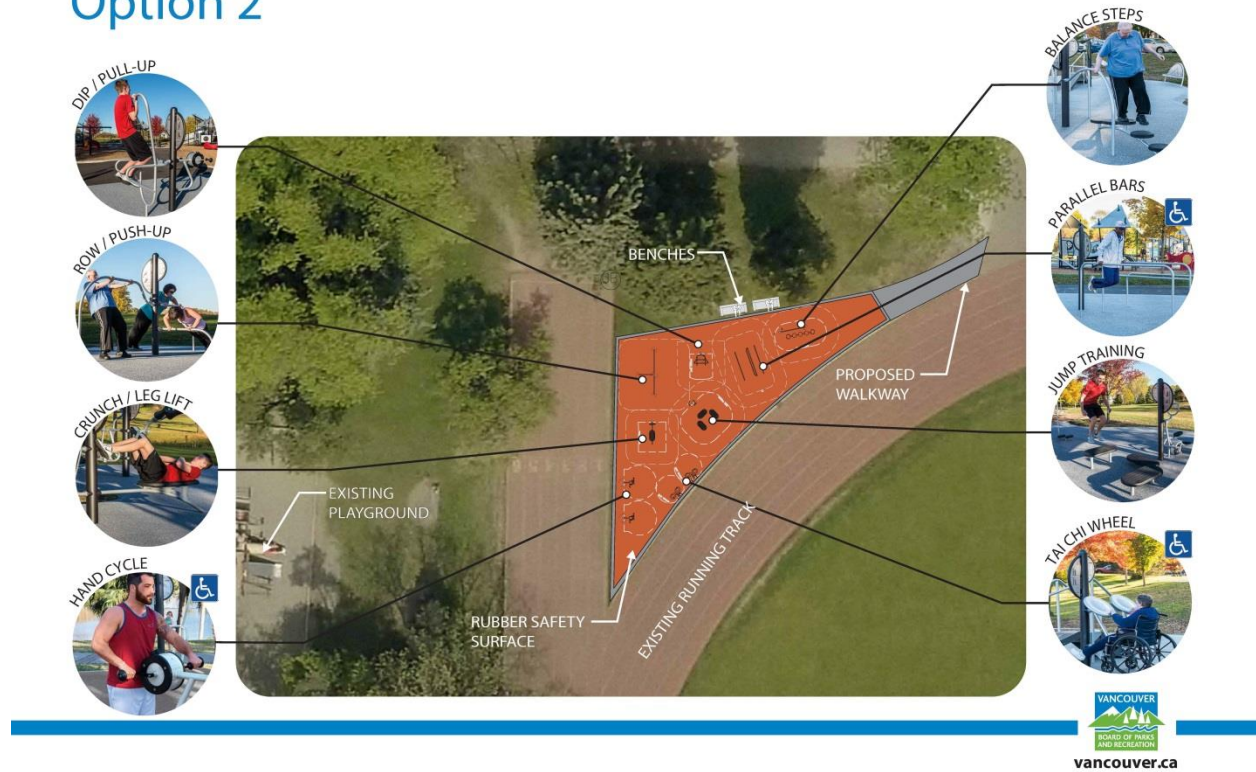 Option 2
DIP / PULL-UP
ROW / PUSH-UP
CRUNCH / LEG LIFT
HAND CYCLE
BENCHES
PROPOSED
WALKWAY
EXISTING
PLAYGROUND
RUBBER SAFETY
SURFACE
EXISTING RUNNING TRACK
BALANCE STEPS
PARALLEL BARS
JUMP TRAINING
TAI CHI WHEEL
VANCOUVER
BOARD OF PARKS
AND RECREATION
vancouver.ca